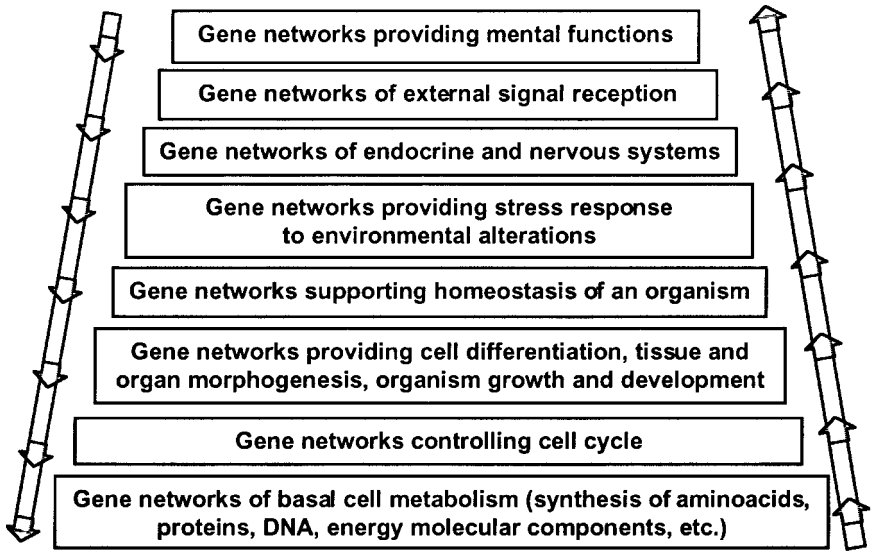 Gene networks providing mental functions
Gene networks of external signal reception
Gene networks of endocrine and nervous systems
Gene networks providing stress response
to environmental alterations
Gene networks supporting homeostasis of an organism
Gene networks providing cell differentiation, tissue and
organ morphogenesis, organism growth and development
Gene networks controlling cell cycle
Gene networks of basal cell metabolism (synthesis of aminoacids,
proteins, DNA, energy molecular components, etc.)